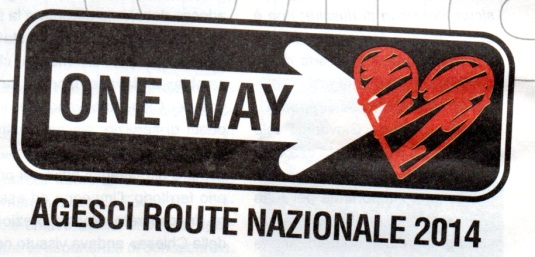 ONE WAY
AGESCI ROUTE NAZIONALE 2014